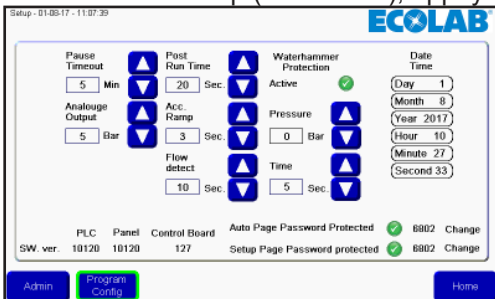 Setup - 01-08-17 - 11:07:39
ECOLAB®
Pause Timeout
5 Min
Analouge Output
5 Bar
Post Run Time
20 Sec.
Acc. Ramp
3 Sec.
Flow detect
10 Sec.
Waterhammer Protection
Active
Pressure
0 Bar
Time
5 Sec.
Date Time
Day 1
Month 8
Year 2017
Hour 10
Minute 27
Second 33
PLC Panel Control Board
SW. ver. 10120 10120 127
Auto Page Password Protected 6802 Change
Setup Page Password protected 6802 Change
Admin
Program Config
Home